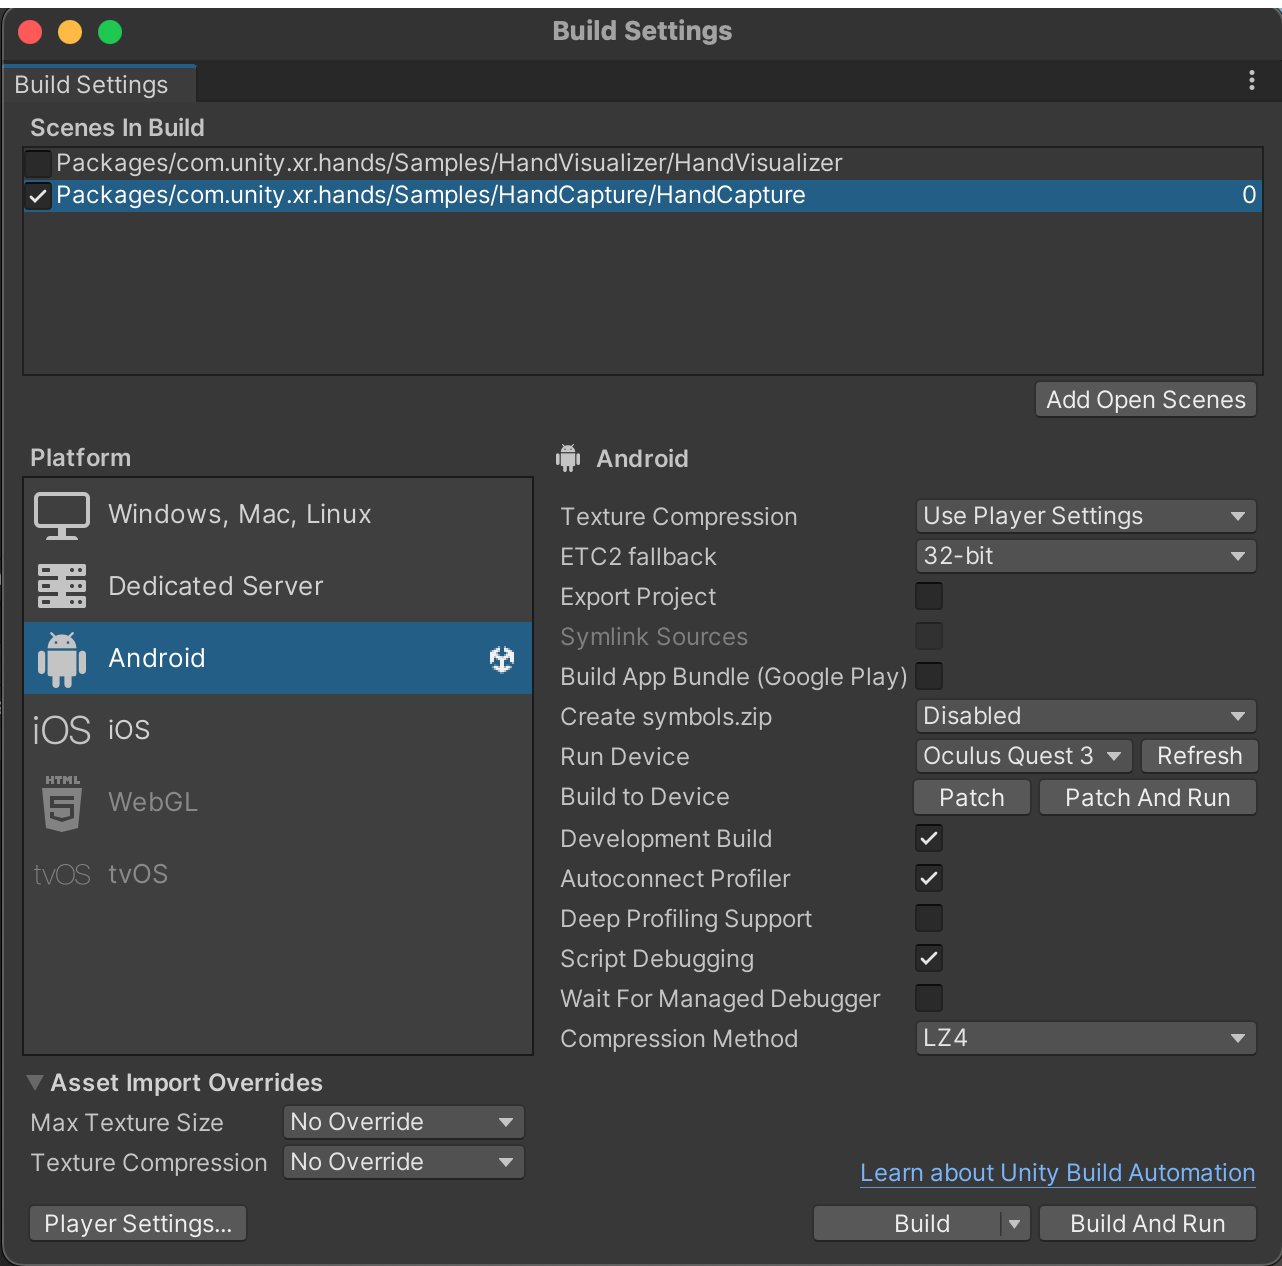 Build Settings
Build Settings
Scenes In Build
Packages/com.unity.xr.hands/Samples/HandVisualizer/HandVisualizer
Packages/com.unity.xr.hands/Samples/HandCapture/HandCapture 0
Add Open Scenes
Platform
Windows, Mac, Linux
Dedicated Server
Android
iOS iOS
HTML 5 WebGL
tvOS tvOS
Android
Texture Compression Use Player Settings
ETC2 fallback 32-bit
Export Project
Symlink Sources
Build App Bundle (Google Play)
Create symbols.zip Disabled
Run Device Oculus Quest 3 Refresh
Build to Device Patch Patch And Run
Development Build
Autoconnect Profiler
Deep Profiling Support
Script Debugging
Wait For Managed Debugger
Compression Method LZ4
Asset Import Overrides
Max Texture Size No Override
Texture Compression No Override
Learn about Unity Build Automation
Player Settings... Build Build And Run